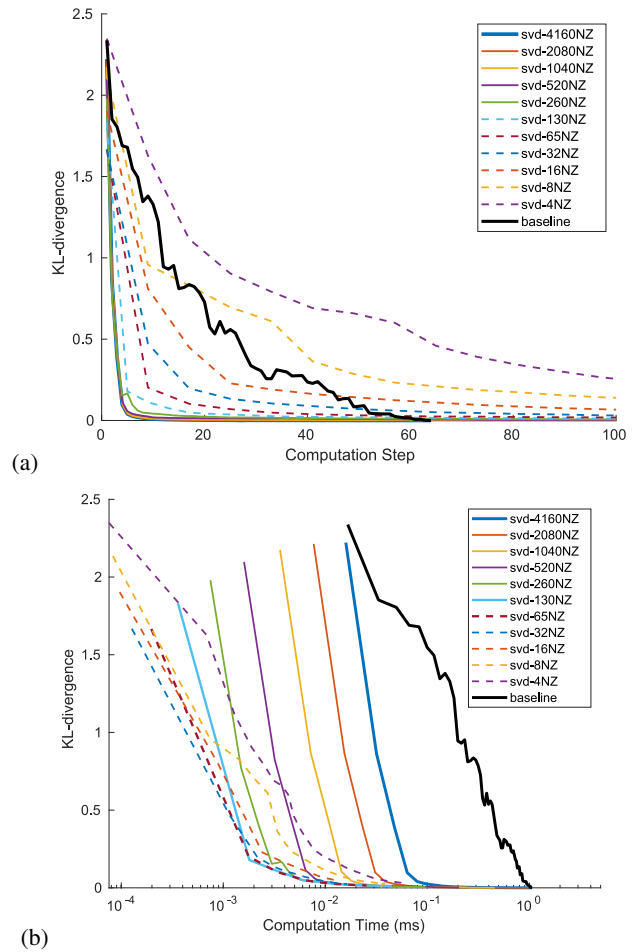 svd-4160NZ
svd-2080NZ
svd-1040NZ
svd-520NZ
svd-260NZ
svd-130NZ
svd-65NZ
svd-32NZ
svd-16NZ
svd-8NZ
svd-4NZ
baseline
2.5
2
1.5
1
0.5
0
KL-divergence
0 20 40 60 80 100
Computation Step
(a)
svd-4160NZ
svd-2080NZ
svd-1040NZ
svd-520NZ
svd-260NZ
svd-130NZ
svd-65NZ
svd-32NZ
svd-16NZ
svd-8NZ
svd-4NZ
baseline
2.5
2
1.5
1
0.5
0
KL-divergence
10⁻⁴ 10⁻³ 10⁻² 10⁻¹ 10⁰
Computation Time (ms)
(b)